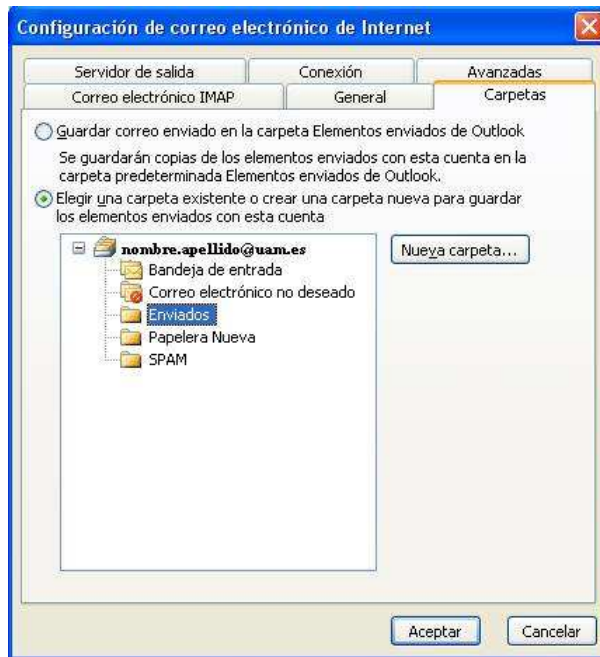 Configuración de correo electrónico de Internet
Servidor de salida
Conexión
Avanzadas
Correo electrónico IMAP
General
Carpetas
Guardar correo enviado en la carpeta Elementos enviados de Outlook
Se guardarán copias de los elementos enviados con esta cuenta en la
carpeta predeterminada Elementos enviados de Outlook.
Elegir una carpeta existente o crear una carpeta nueva para guardar
los elementos enviados con esta cuenta
nombre.apellido@uam.es
Nueva carpeta...
Bandeja de entrada
Correo electrónico no deseado
Enviados
Papelera Nueva
SPAM
Aceptar
Cancelar